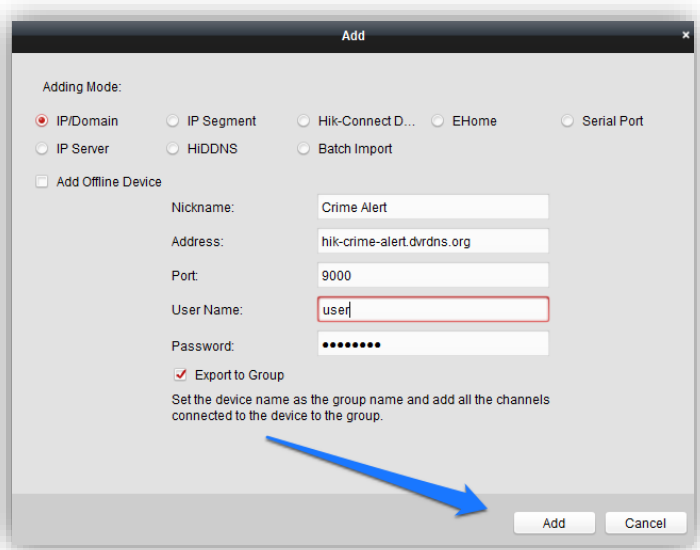 Add
Adding Mode:
IP/Domain IP Segment Hik-Connect D... EHome Serial Port
IP Server HiDDNS Batch Import
Add Offline Device
Nickname: Crime Alert
Address: hik-crime-alert.dvrdns.org
Port: 9000
User Name: user
Password: ••••••••
Export to Group
Set the device name as the group name and add all the channels
connected to the device to the group.
Add Cancel